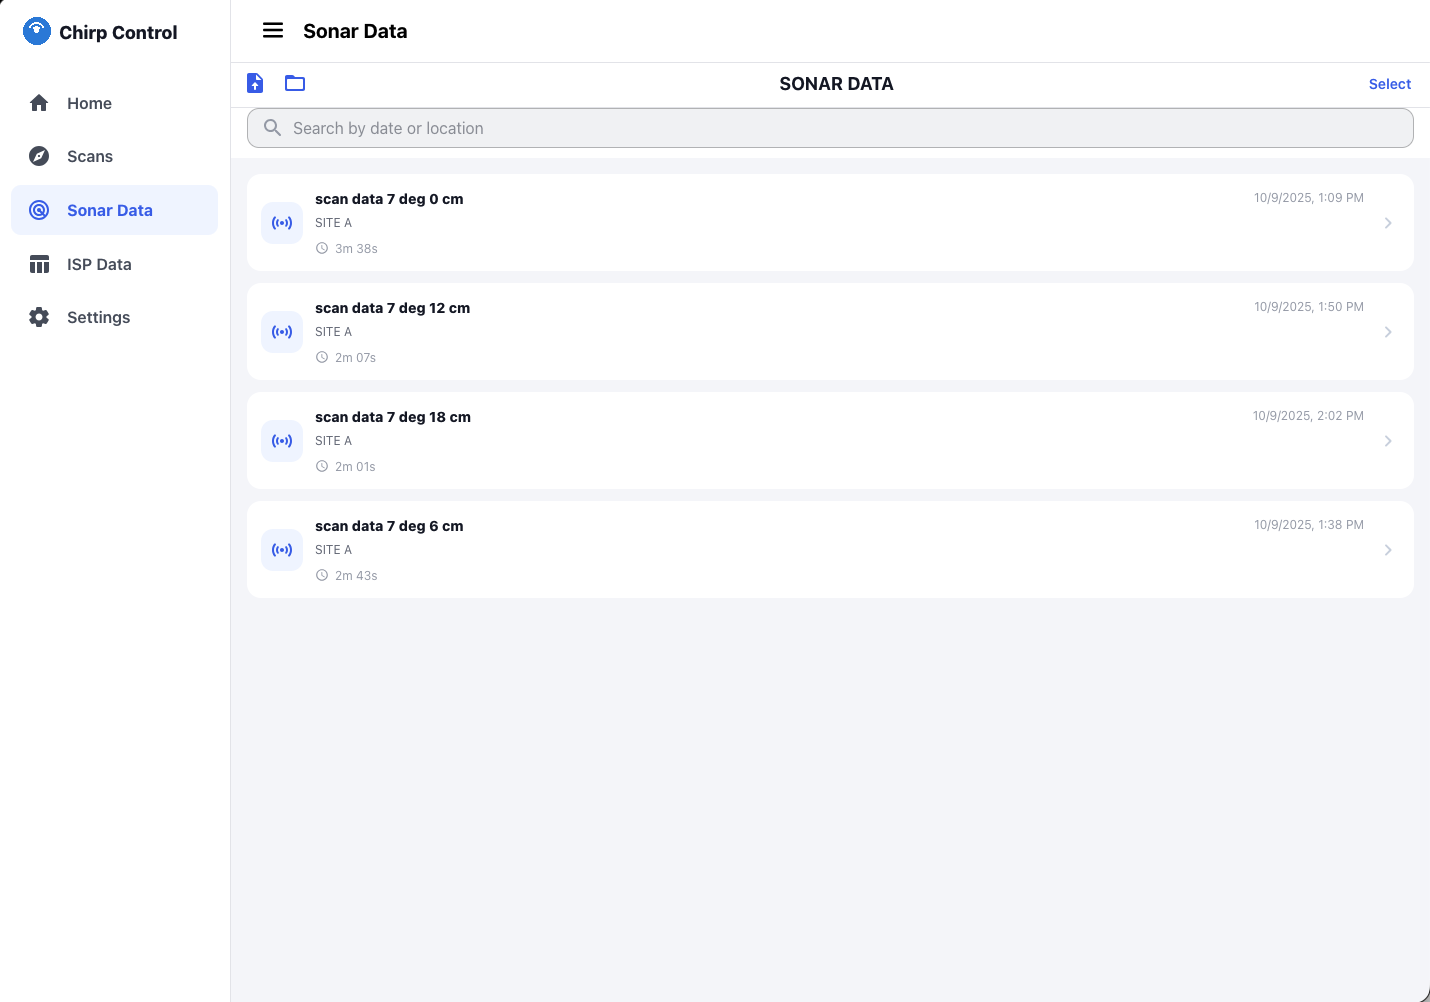 Chirp Control
Home
Scans
Sonar Data
ISP Data
Settings
Sonar Data
SONAR DATA
Select
Search by date or location
scan data 7 deg 0 cm
10/9/2025, 1:09 PM
SITE A
3m 38s
scan data 7 deg 12 cm
10/9/2025, 1:50 PM
SITE A
2m 07s
scan data 7 deg 18 cm
10/9/2025, 2:02 PM
SITE A
2m 01s
scan data 7 deg 6 cm
10/9/2025, 1:38 PM
SITE A
2m 43s